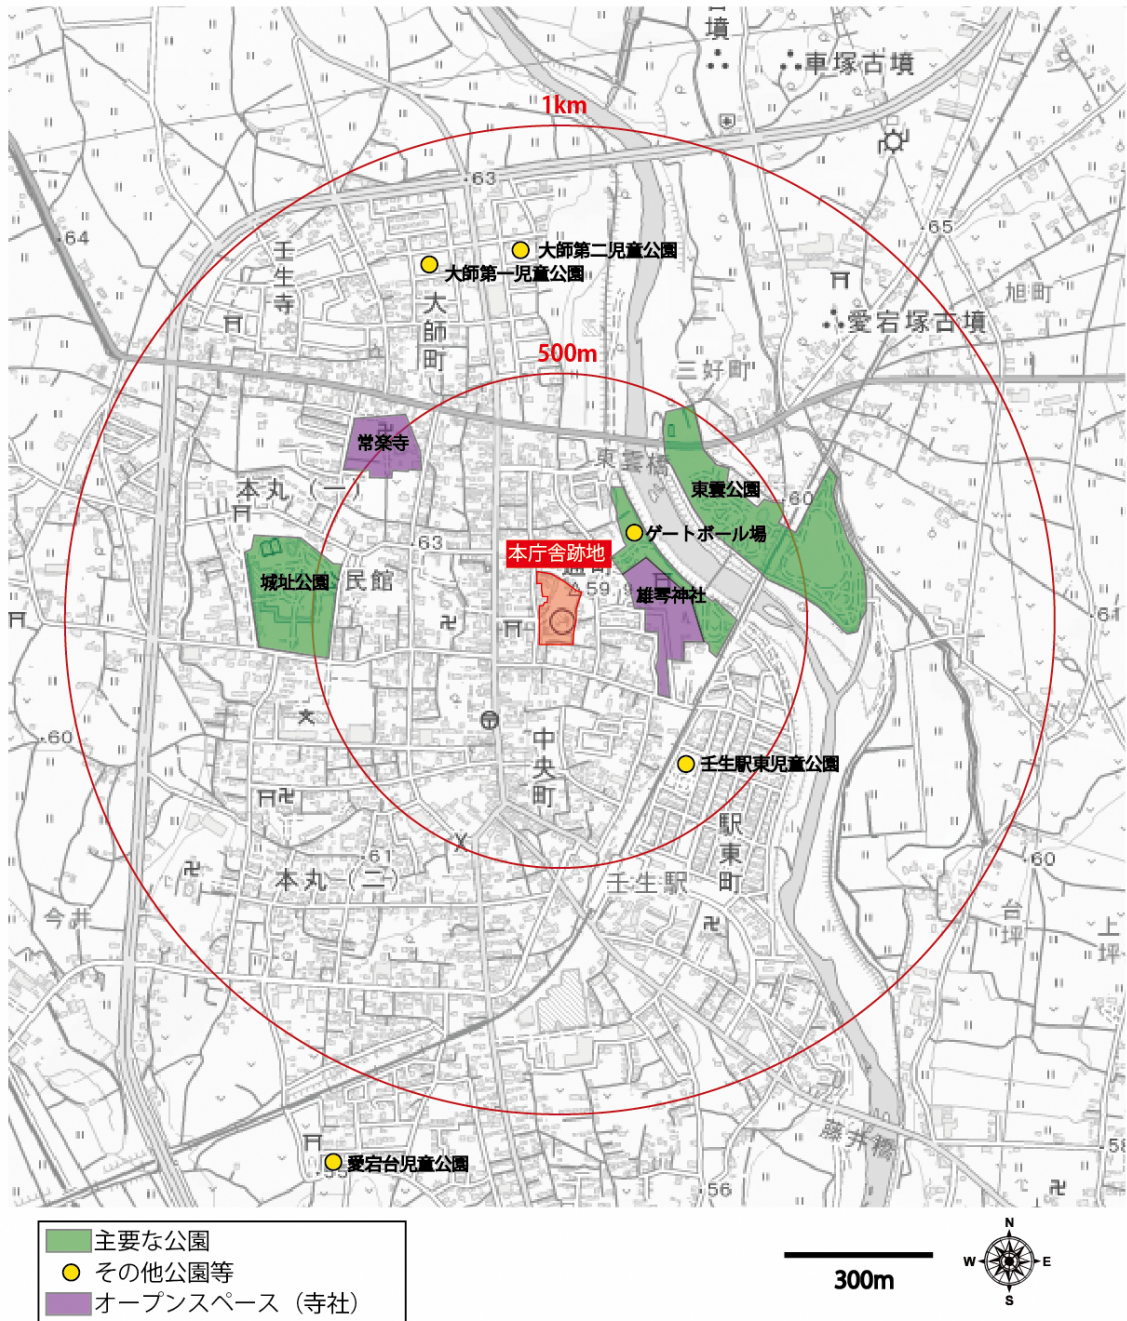 古墳
車塚古墳
1km
63
65
64
壬生寺
大師第二児童公園
大師第一児童公園
大師町
旭町
愛宕塚古墳
500m
三好町
常楽寺
東雲橋
東雲公園
60
本丸(一)
ゲートボール場
63
本庁舎跡地
城址公園
民館
通町
59.
雄琴神社
61
60
中央町
壬生駅東児童公園
駅東町
61
60
本丸(二)
壬生駅
今井
台坪
上坪
藤井橋
58
愛宕台児童公園
55
56
主要な公園
その他公園等
オープンスペース（寺社）
300m
N
W
E
S